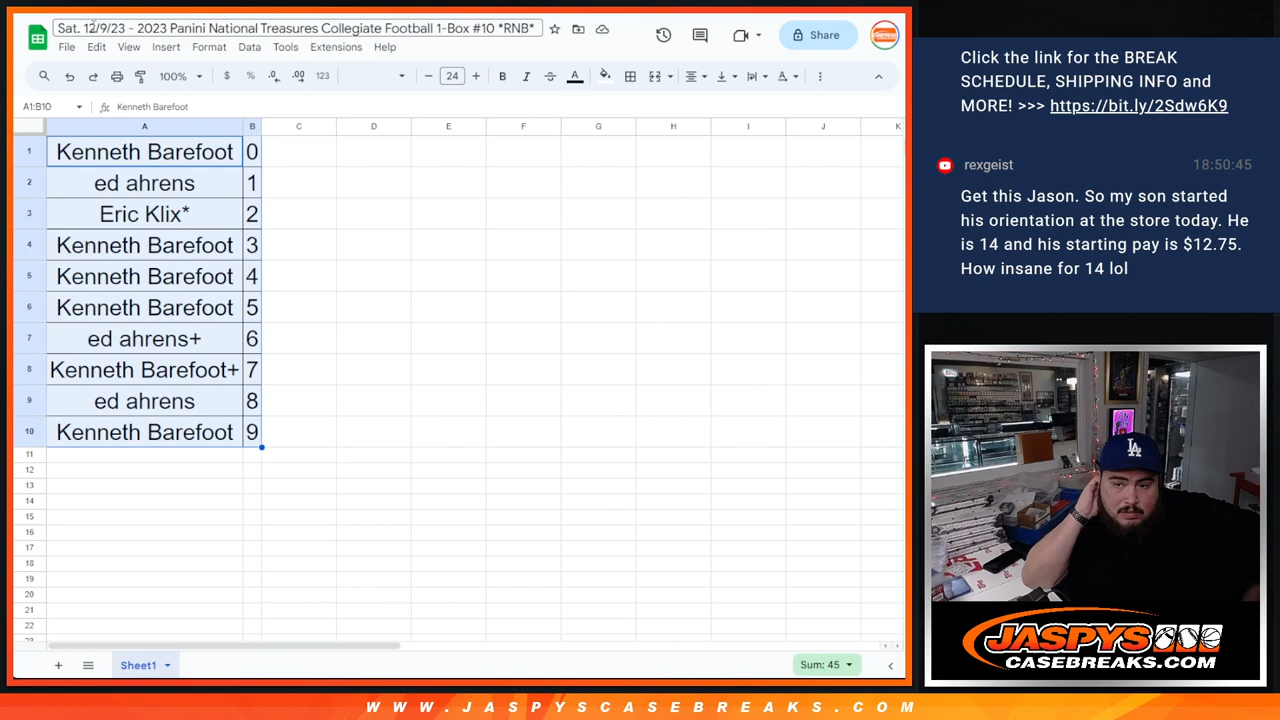 Sat. 12/9/23 - 2023 Panini National Treasures Collegiate Football 1-Box #10 *RNB*
File Edit View Insert Format Data Tools Extensions Help
Share
100% $ % .0 .00 123 24 B I A
A1:B10 fx Kenneth Barefoot
A B C D E F G H I J K
1 Kenneth Barefoot 0
2 ed ahrens 1
3 Eric Klix* 2
4 Kenneth Barefoot 3
5 Kenneth Barefoot 4
6 Kenneth Barefoot 5
7 ed ahrens+ 6
8 Kenneth Barefoot+ 7
9 ed ahrens 8
10 Kenneth Barefoot 9
11
12
13
14
15
16
17
18
19
20
21
22
23
Sheet1
Sum: 45
Click the link for the BREAK
SCHEDULE, SHIPPING INFO and
MORE! >>> https://bit.ly/2Sdw6K9
rexgeist 18:50:45
Get this Jason. So my son started
his orientation at the store today. He
is 14 and his starting pay is $12.75.
How insane for 14 lol
LA
JASPYS
CASEBREAKS.COM
WWW.JASPYSCASEBREAKS.COM